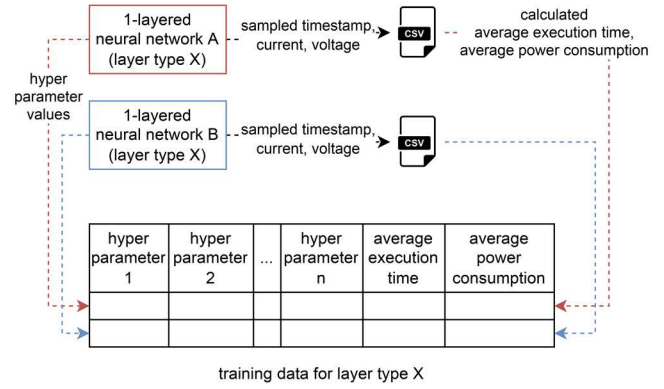 1-layered
neural network A
(layer type X)
sampled timestamp,
current, voltage
CSV
calculated
average execution time,
average power consumption
hyper
parameter
values
1-layered
neural network B
(layer type X)
sampled timestamp,
current, voltage
CSV
hyper
parameter
1
hyper
parameter
2
...
hyper
parameter
n
average
execution
time
average
power
consumption
training data for layer type X